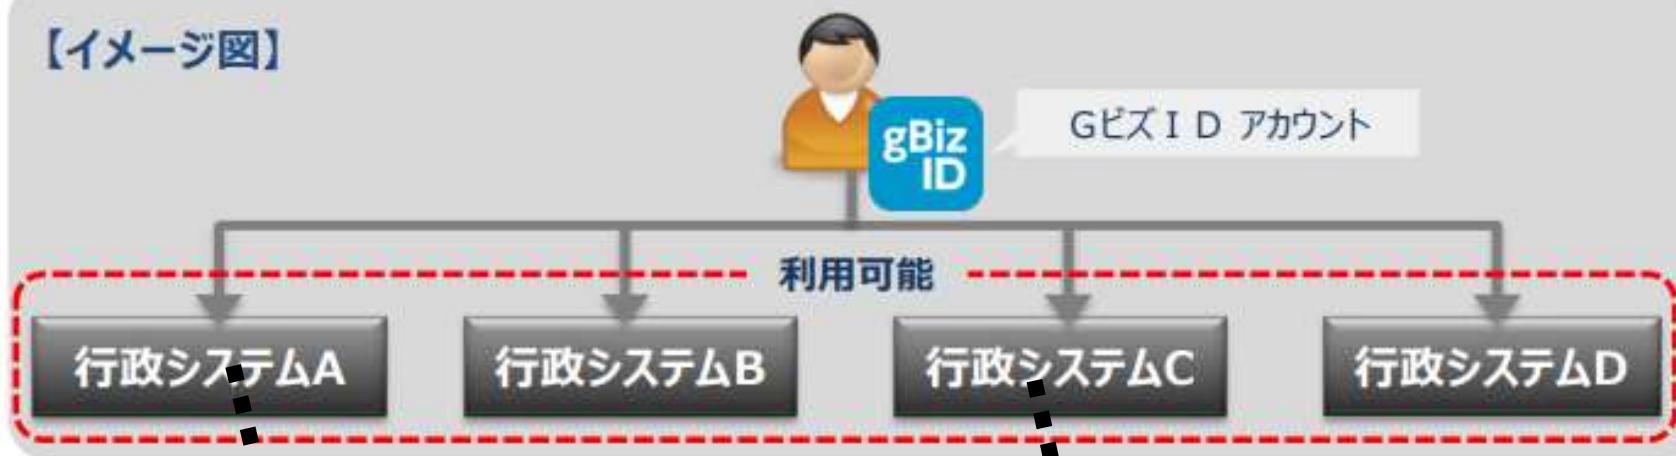 【イメージ図】
gBiz
ID
GビズＩＤ アカウント
利用可能
行政システムA
行政システムB
行政システムC
行政システムD